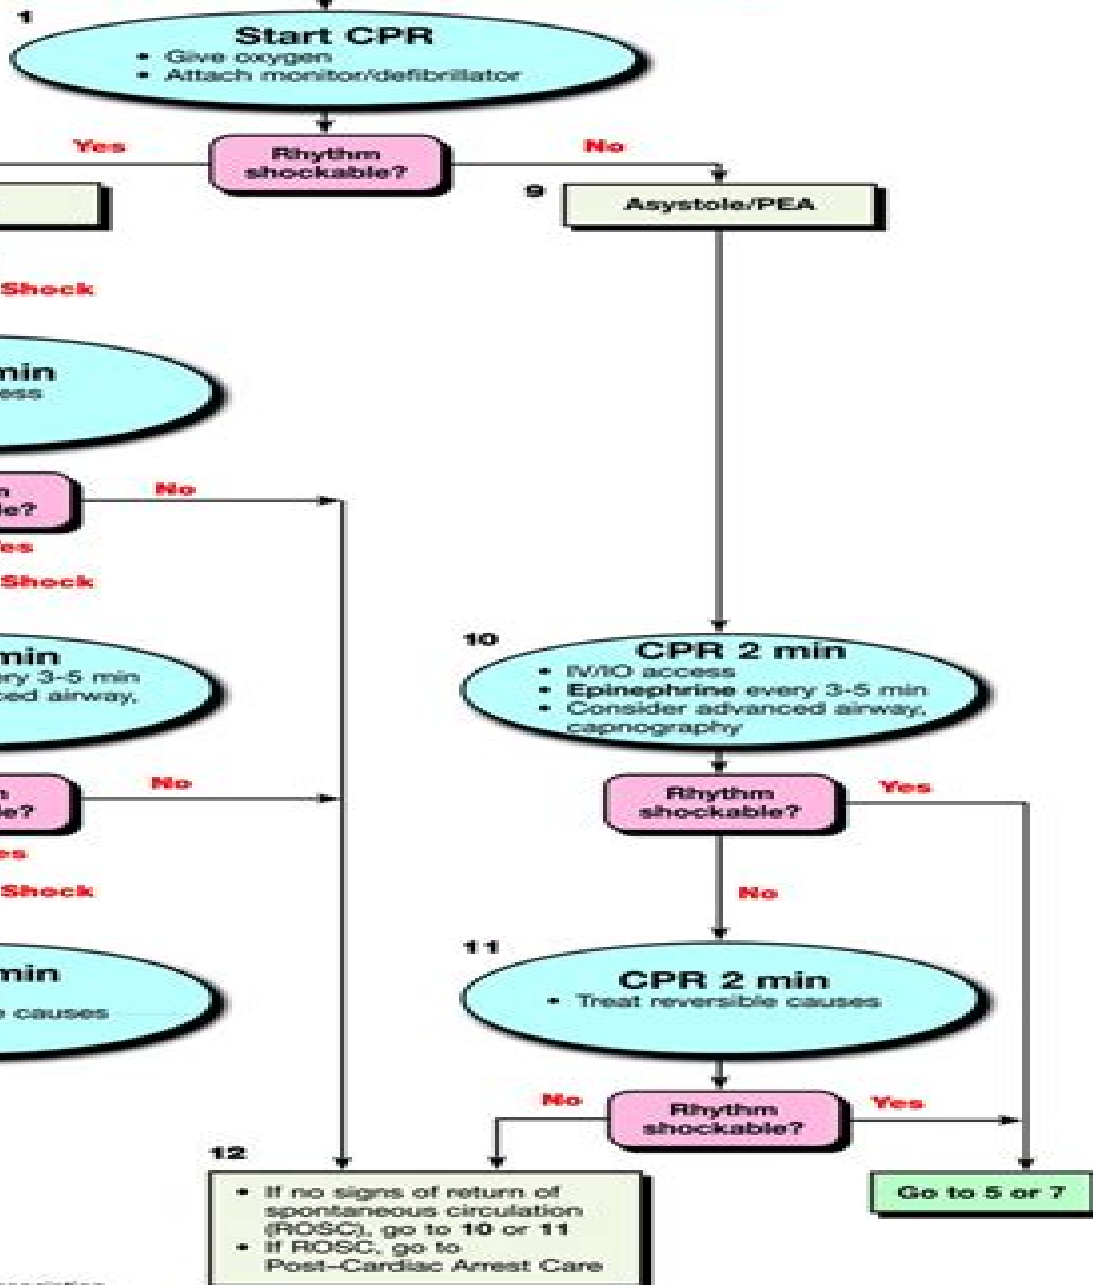 1
Start CPR
• Give oxygen
• Attach monitor/defibrillator
Yes
Rhythm
shockable?
No
9
Asystole/PEA
Shock
min
No
e?
Shock
10
CPR 2 min
• IV/IO access
• Epinephrine every 3-5 min
• Consider advanced airway,
capnography
min
ery 3-5 min
ced airway,
Rhythm
shockable?
Yes
No
e?
Shock
No
11
CPR 2 min
• Treat reversible causes
min
causes
Rhythm
shockable?
No
Yes
12
• If no signs of return of
spontaneous circulation
(ROSC), go to 10 or 11
• If ROSC, go to
Post-Cardiac Arrest Care
Go to 5 or 7